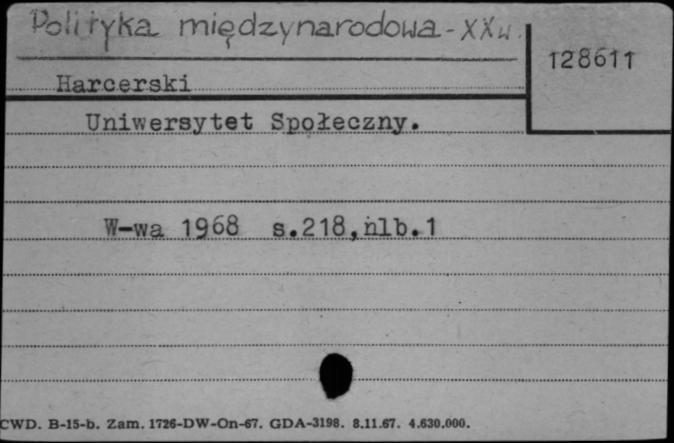 Polityka międzynarodowa - XX w.
128611
Harcerski
Uniwersytet Społeczny.
W-wa 1968 s.218,nlb.1
CWD. B-15-b. Zam. 1726-DW-On-67. GDA-3198. 8.11.67. 4.630.000.